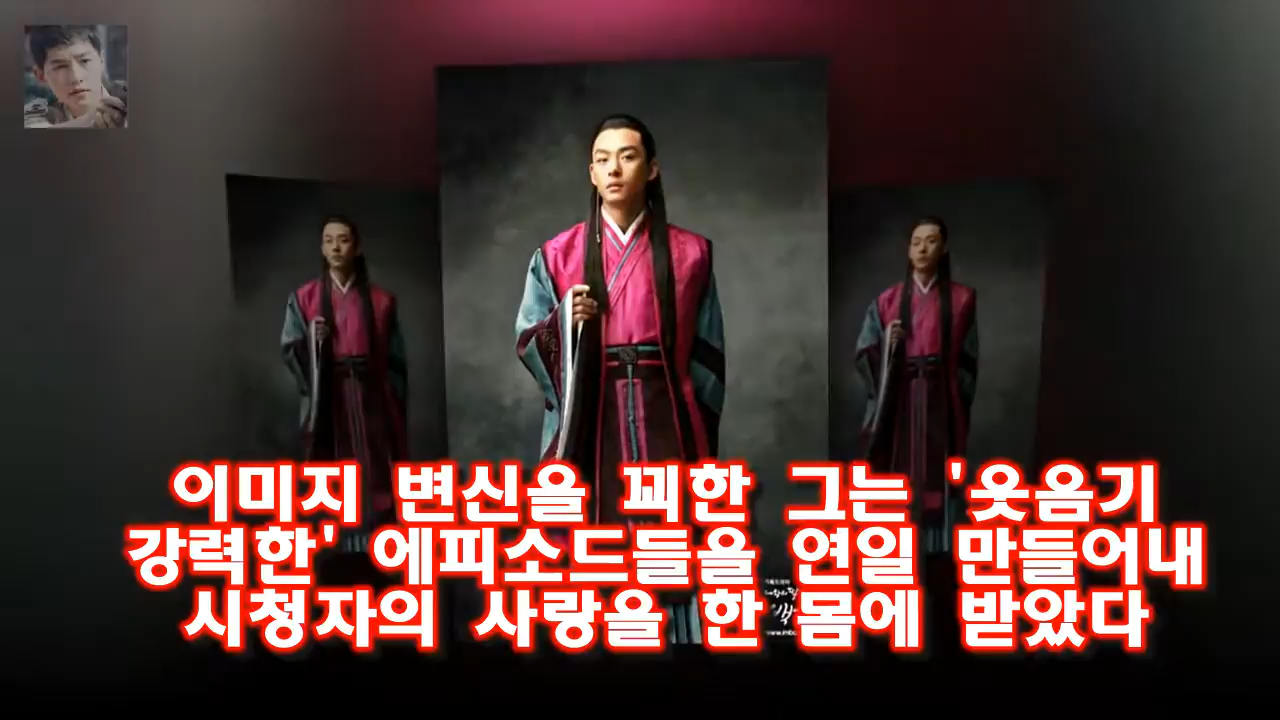 이미지 변신을 꾀한 그는 '웃음기
강력한' 에피소드들을 연일 만들어내
시청자의 사랑을 한 몸에 받았다